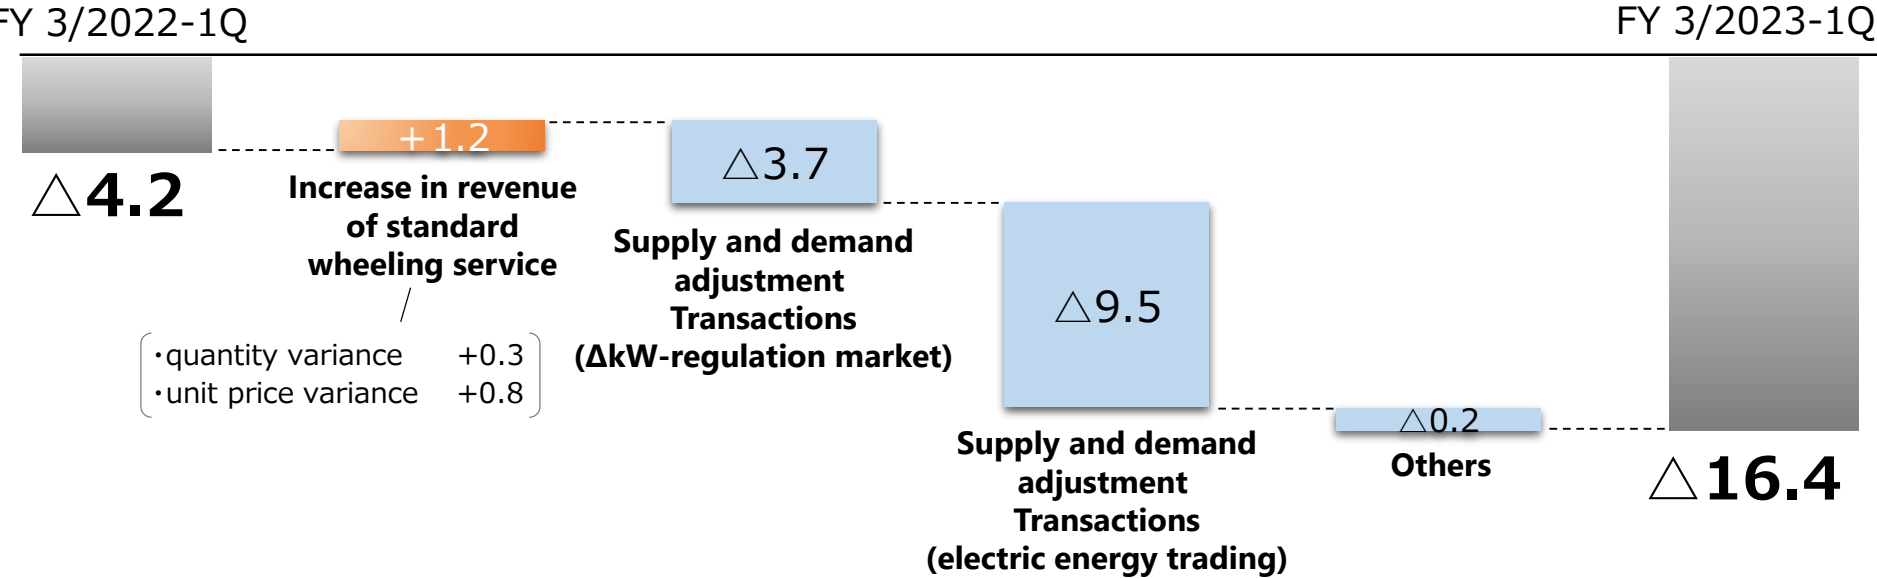 FY 3/2022-1Q
FY 3/2023-1Q
△4.2
+1.2
Increase in revenue
of standard
wheeling service
・quantity variance +0.3
・unit price variance +0.8
△3.7
Supply and demand
adjustment
Transactions
(ΔkW-regulation market)
△9.5
Supply and demand
adjustment
Transactions
(electric energy trading)
△0.2
Others
△16.4